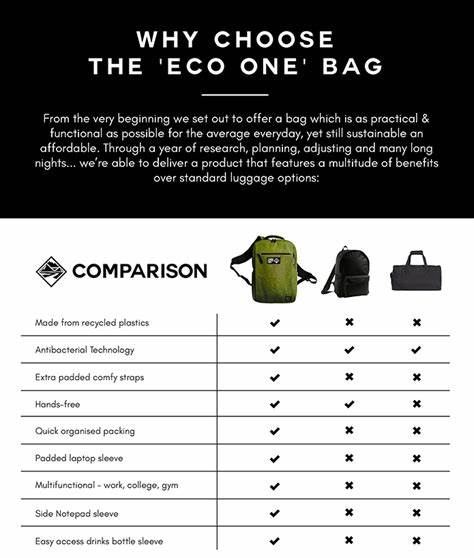 WHY CHOOSE
THE 'ECO ONE' BAG
From the very beginning we set out to offer a bag which is as practical &
functional as possible for the average everyday, yet still sustainable an
affordable. Through a year of research, planning, adjusting and many long
nights... we're able to deliver a product that features a multitude of benefits
over standard luggage options:
COMPARISON
Made from recycled plastics ✓ ✖ ✖
Antibacterial Technology ✓ ✓ ✓
Extra padded comfy straps ✓ ✖ ✖
Hands-free ✓ ✓ ✖
Quick organised packing ✓ ✖ ✖
Padded laptop sleeve ✓ ✖ ✖
Multifunctional - work, college, gym ✓ ✖ ✖
Side Notepad sleeve ✓ ✖ ✖
Easy access drinks bottle sleeve ✓ ✖ ✖